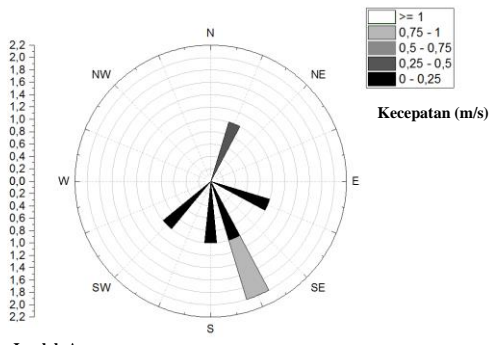 2,2
2,0
1,8
1,6
1,4
1,2
1,0
0,8
0,6
0,4
0,2
0,0
0,2
0,4
0,6
0,8
1,0
1,2
1,4
1,6
1,8
2,0
2,2
N
NW
NE
W
E
SW
SE
S
>= 1
0,75 - 1
0,5 - 0,75
0,25 - 0,5
0 - 0,25
Kecepatan (m/s)